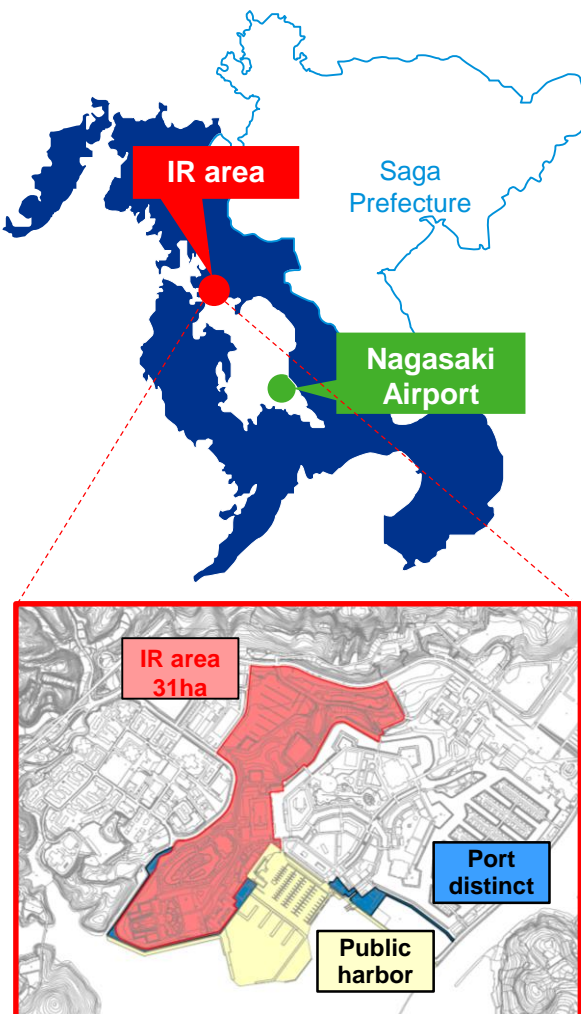 IR area
Saga
Prefecture
Nagasaki
Airport
IR area
31ha
Port
distinct
Public
harbor